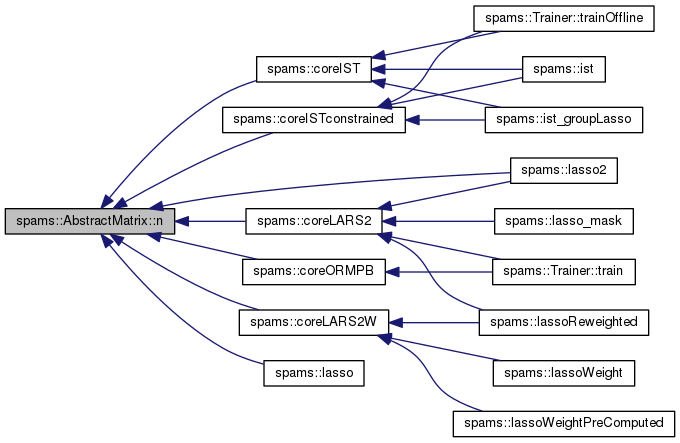 spams::Trainer::trainOffline
spams::coreIST
spams::ist
spams::coreISTconstrained
spams::ist_groupLasso
spams::lasso2
spams::AbstractMatrix::n
spams::coreLARS2
spams::lasso_mask
spams::coreORMPB
spams::Trainer::train
spams::coreLARS2W
spams::lassoReweighted
spams::lasso
spams::lassoWeight
spams::lassoWeightPreComputed